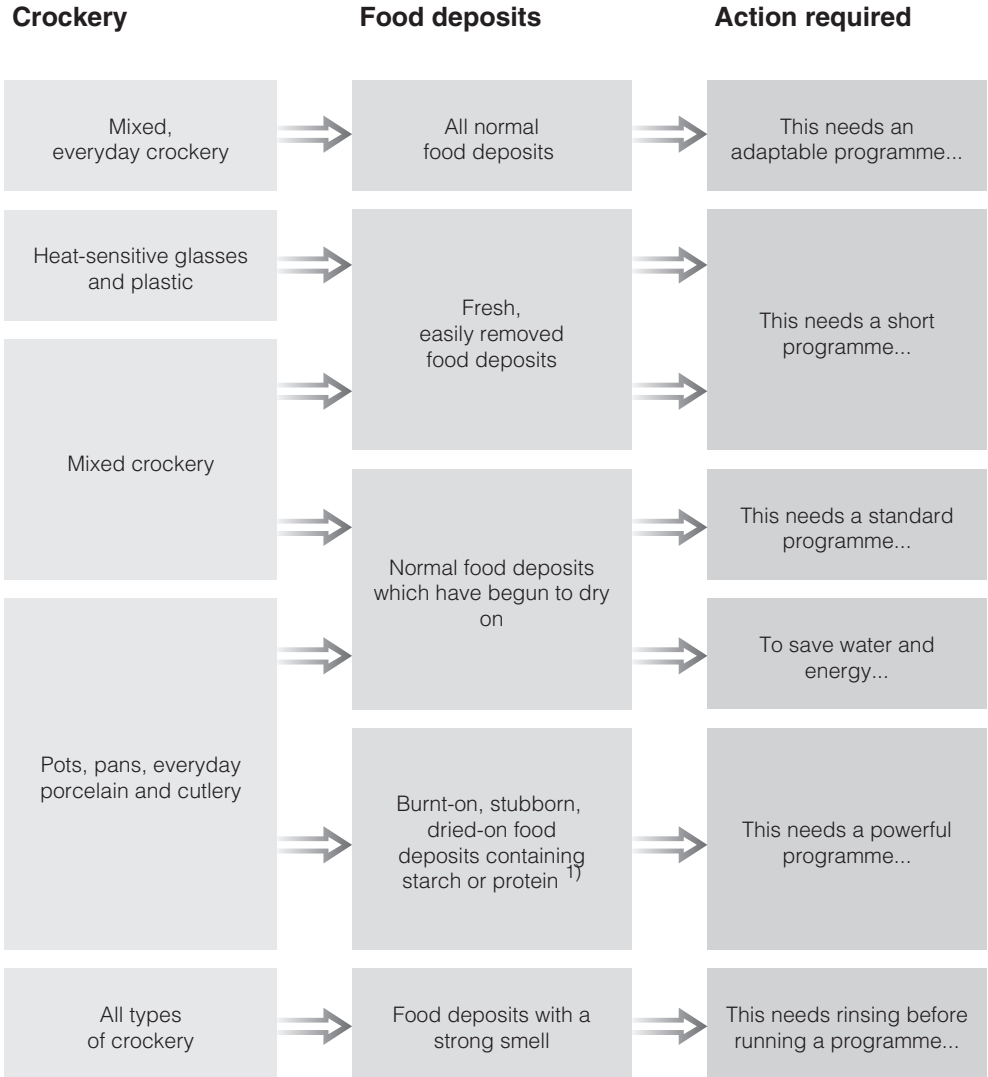 Crockery
Food deposits
Action required
Mixed,
everyday crockery
All normal
food deposits
This needs an
adaptable programme...
Heat-sensitive glasses
and plastic
Fresh,
easily removed
food deposits
This needs a short
programme...
Mixed crockery
Normal food deposits
which have begun to dry
on
This needs a standard
programme...
To save water and
energy...
Pots, pans, everyday
porcelain and cutlery
Burnt-on, stubborn,
dried-on food
deposits containing
starch or protein 1)
This needs a powerful
programme...
All types
of crockery
Food deposits with a
strong smell
This needs rinsing before
running a programme...